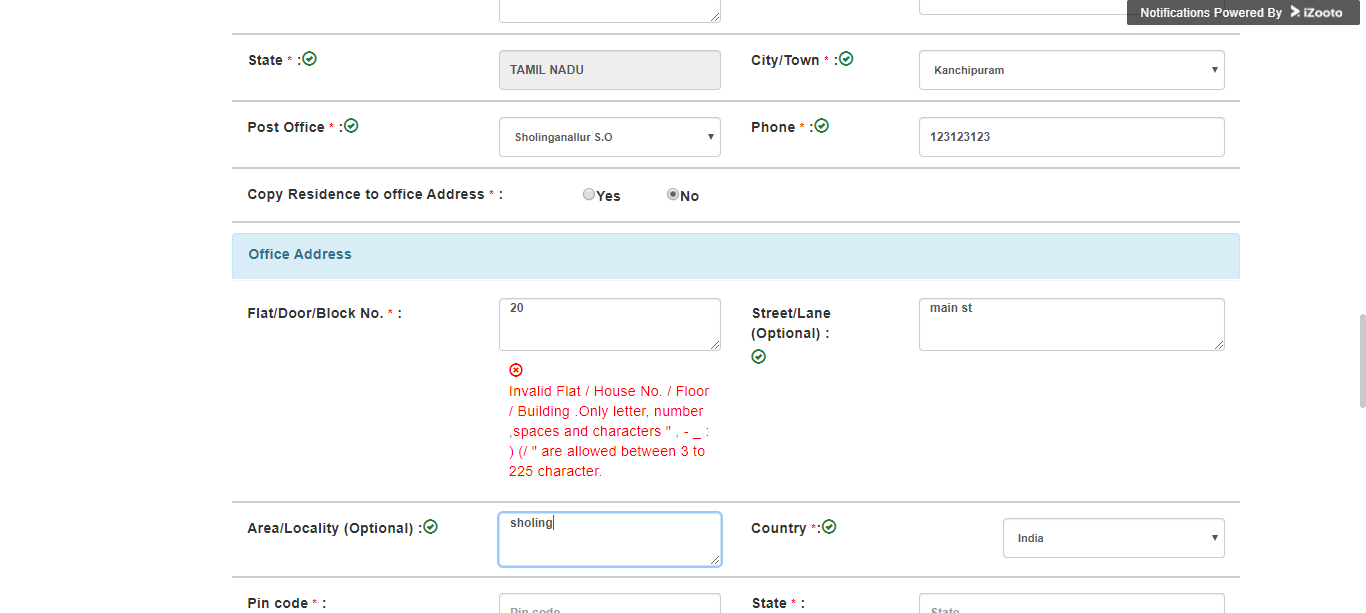 Notifications Powered By iZooto
State * :
TAMIL NADU
City/Town * :
Kanchipuram
Post Office * :
Sholinganallur S.O
Phone * :
123123123
Copy Residence to office Address * :
Yes
No
Office Address
Flat/Door/Block No. * :
20
Street/Lane
(Optional) :
main st
Invalid Flat / House No. / Floor
/ Building .Only letter, number
,spaces and characters " , - _ :
) (/ " are allowed between 3 to
225 character.
Area/Locality (Optional) :
sholing
Country *:
India
Pin code * :
Pin code
State * :
State